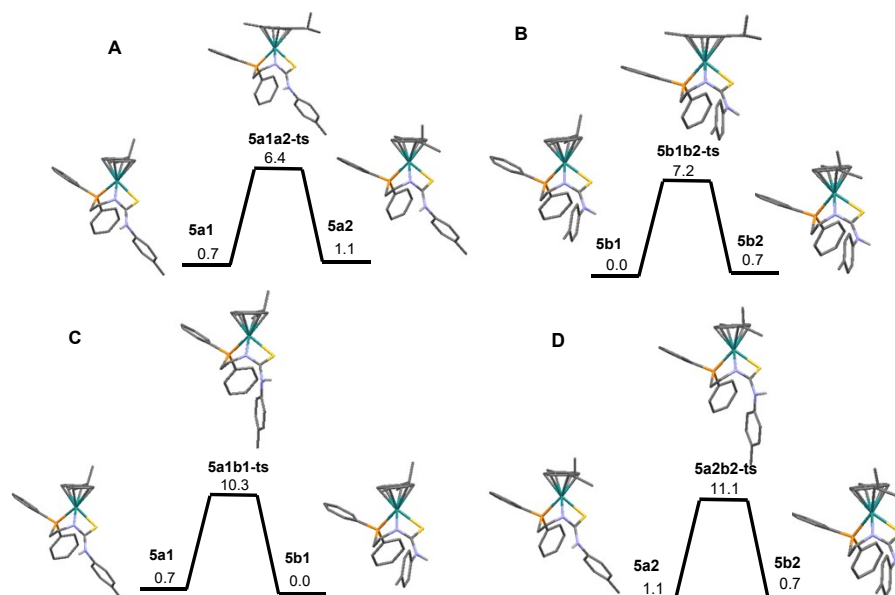 A
5a1a2-ts
6.4
5a1
0.7
5a2
1.1
B
5b1b2-ts
7.2
5b1
0.0
5b2
0.7
C
5a1b1-ts
10.3
5a1
0.7
5b1
0.0
D
5a2b2-ts
11.1
5a2
1.1
5b2
0.7